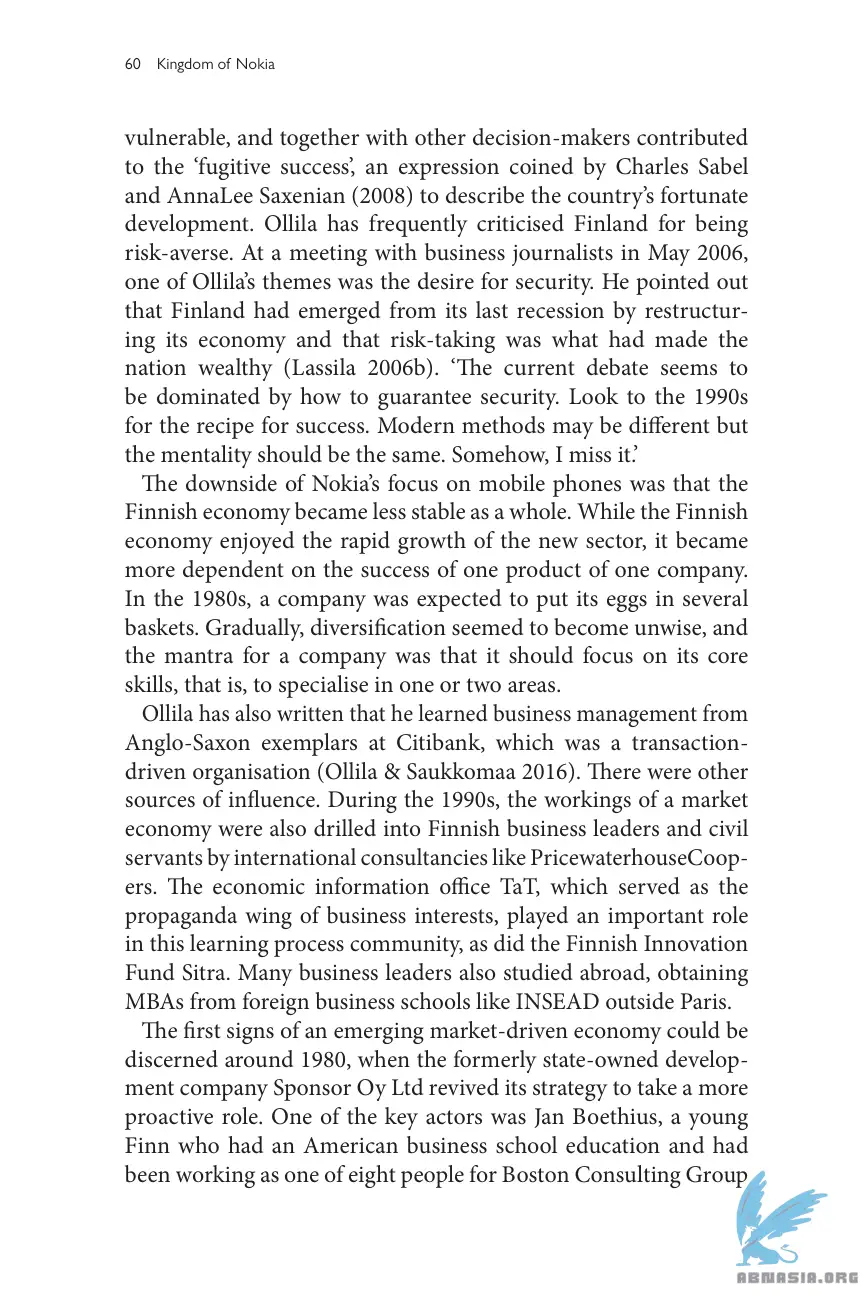 60 Kingdom of Nokia
vulnerable, and together with other decision-makers contributed
to the ‘fugitive success’, an expression coined by Charles Sabel
and AnnaLee Saxenian (2008) to describe the country’s fortunate
development. Ollila has frequently criticised Finland for being
risk-averse. At a meeting with business journalists in May 2006,
one of Ollila’s themes was the desire for security. He pointed out
that Finland had emerged from its last recession by restructur-
ing its economy and that risk-taking was what had made the
nation wealthy (Lassila 2006b). ‘The current debate seems to
be dominated by how to guarantee security. Look to the 1990s
for the recipe for success. Modern methods may be different but
the mentality should be the same. Somehow, I miss it.’
The downside of Nokia’s focus on mobile phones was that the
Finnish economy became less stable as a whole. While the Finnish
economy enjoyed the rapid growth of the new sector, it became
more dependent on the success of one product of one company.
In the 1980s, a company was expected to put its eggs in several
baskets. Gradually, diversification seemed to become unwise, and
the mantra for a company was that it should focus on its core
skills, that is, to specialise in one or two areas.
Ollila has also written that he learned business management from
Anglo-Saxon exemplars at Citibank, which was a transaction-
driven organisation (Ollila & Saukkomaa 2016). There were other
sources of influence. During the 1990s, the workings of a market
economy were also drilled into Finnish business leaders and civil
servants by international consultancies like PricewaterhouseCoop-
ers. The economic information office TaT, which served as the
propaganda wing of business interests, played an important role
in this learning process community, as did the Finnish Innovation
Fund Sitra. Many business leaders also studied abroad, obtaining
MBAs from foreign business schools like INSEAD outside Paris.
The first signs of an emerging market-driven economy could be
discerned around 1980, when the formerly state-owned develop-
ment company Sponsor Oy Ltd revived its strategy to take a more
proactive role. One of the key actors was Jan Boethius, a young
Finn who had an American business school education and had
been working as one of eight people for Boston Consulting Group
ABNASIA.ORG